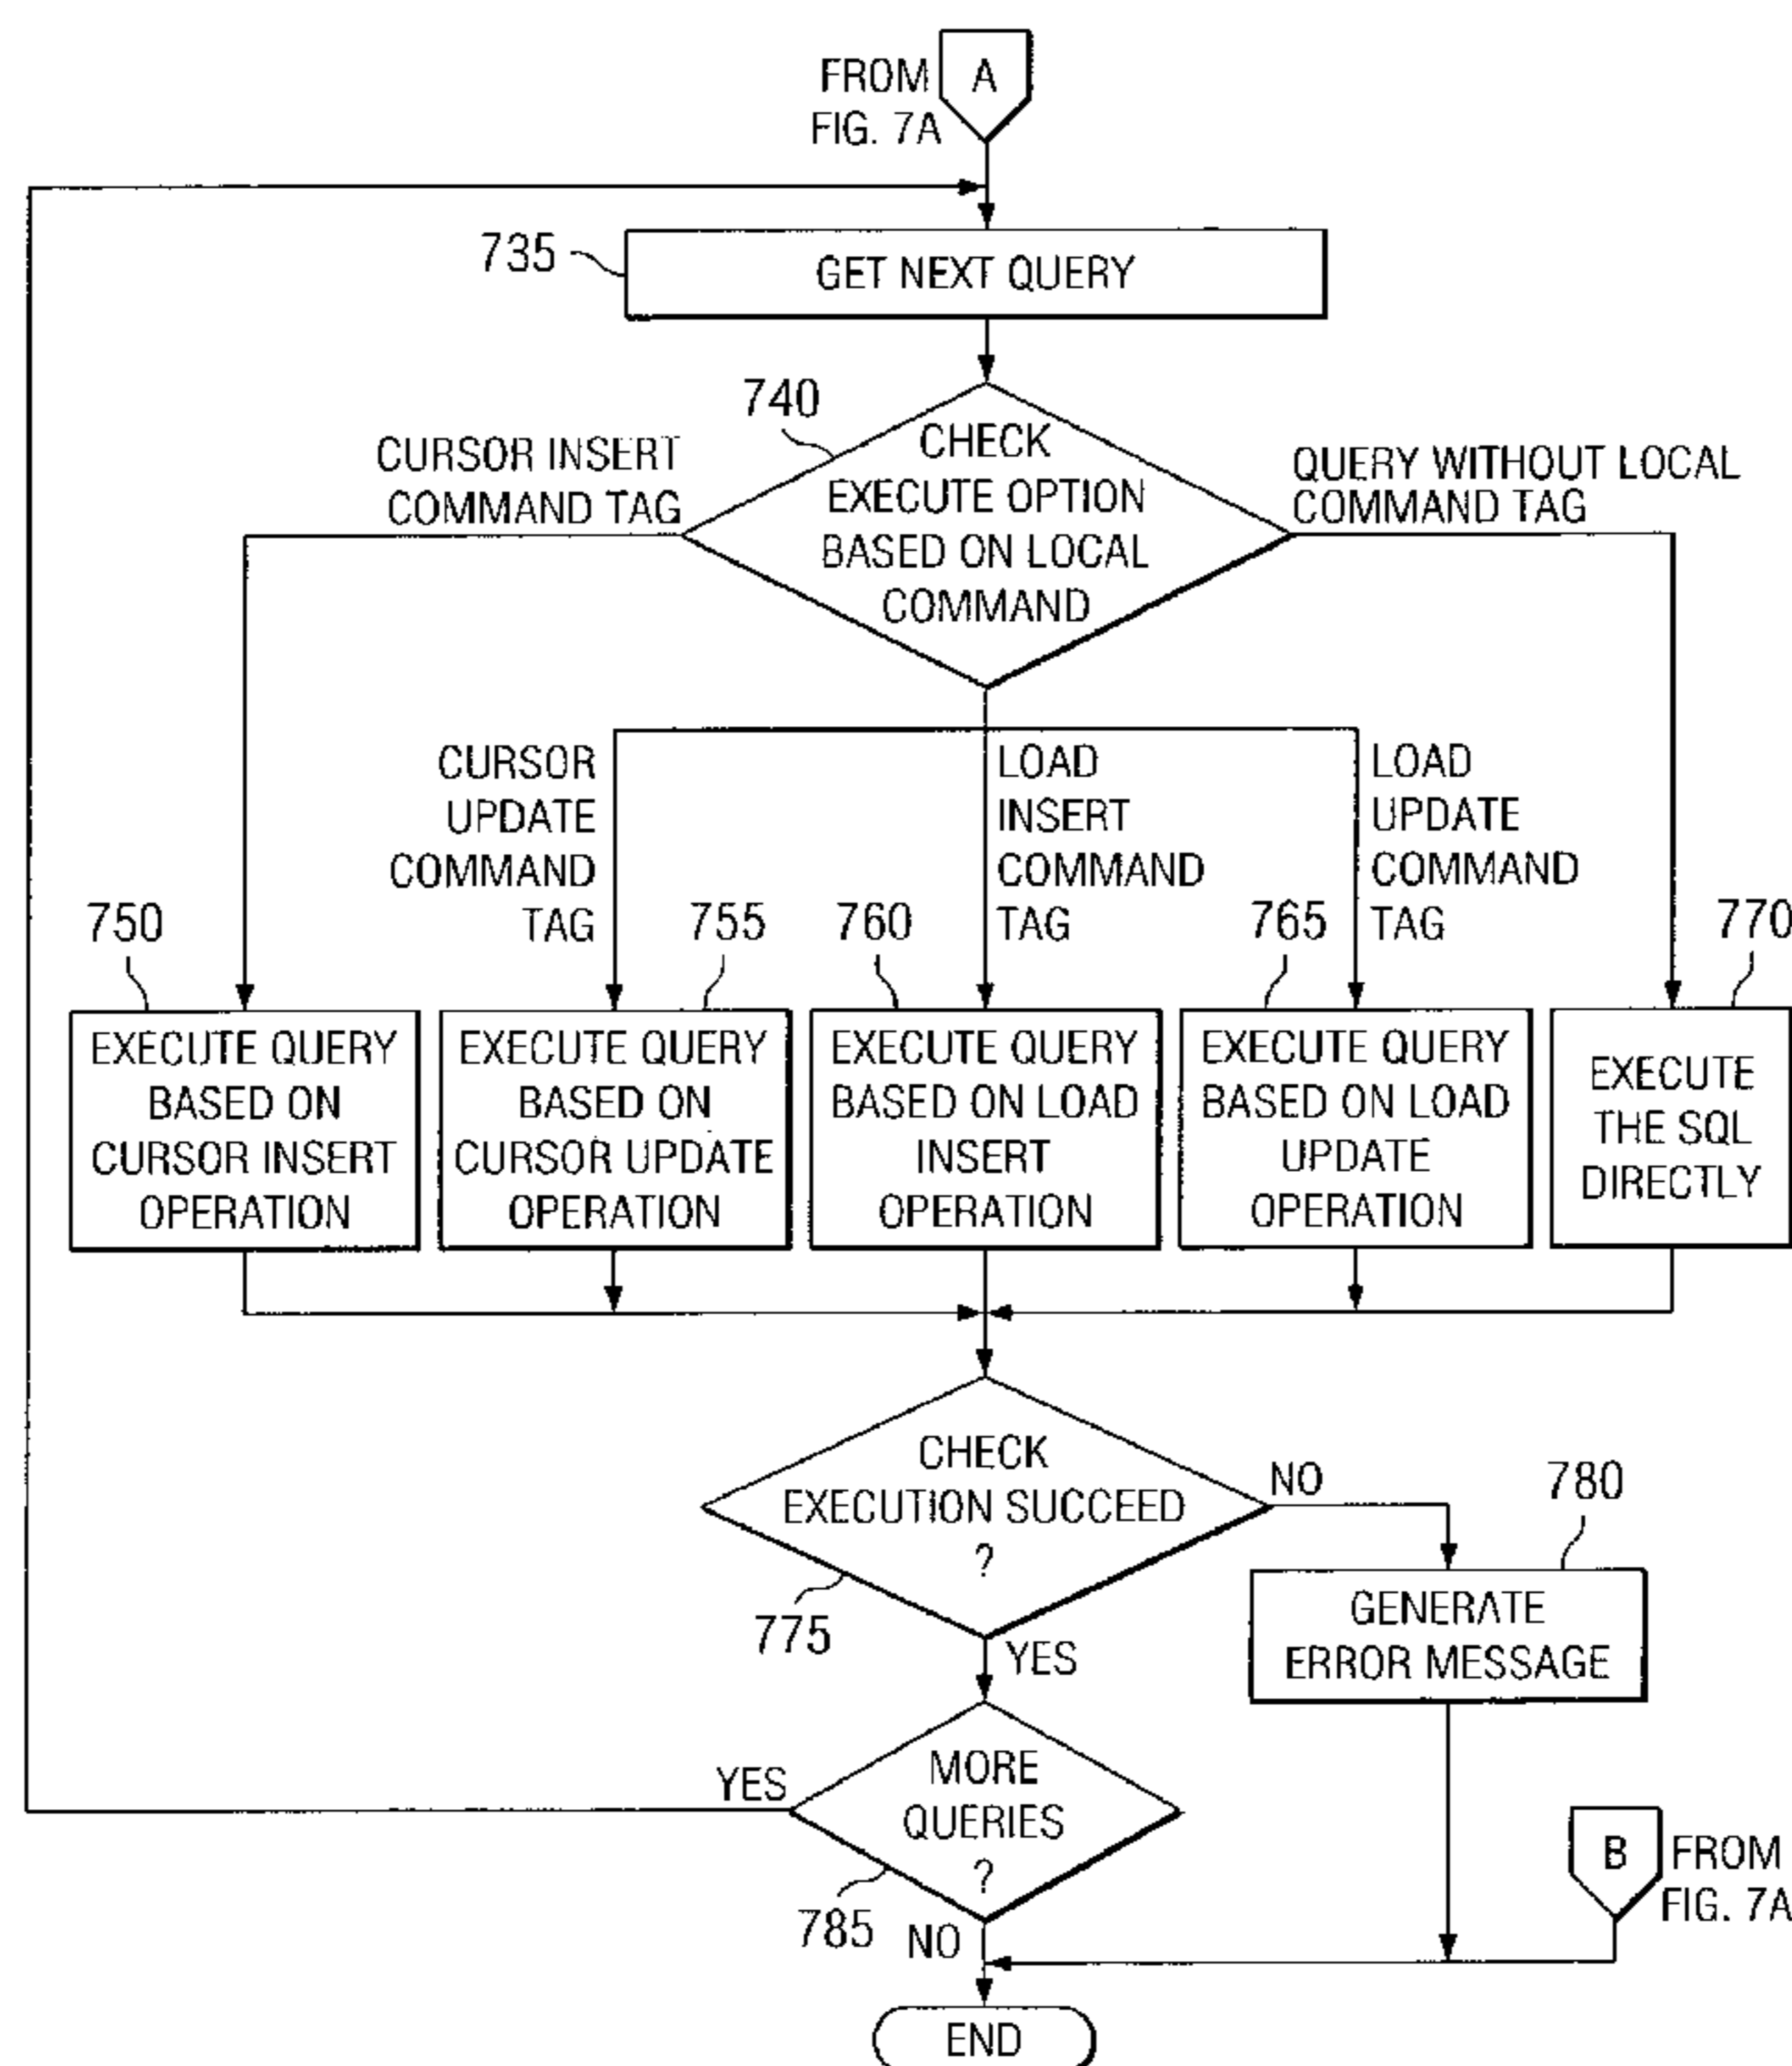 FROM
FIG. 7A
A
735
GET NEXT QUERY
740
CHECK
EXECUTE OPTION
BASED ON LOCAL
COMMAND
CURSOR INSERT
COMMAND TAG
QUERY WITHOUT LOCAL
COMMAND TAG
CURSOR
UPDATE
COMMAND
TAG
LOAD
INSERT
COMMAND
TAG
LOAD
UPDATE
COMMAND
TAG
750
EXECUTE QUERY
BASED ON
CURSOR INSERT
OPERATION
755
EXECUTE QUERY
BASED ON
CURSOR UPDATE
OPERATION
760
EXECUTE QUERY
BASED ON LOAD
INSERT
OPERATION
765
EXECUTE QUERY
BASED ON LOAD
UPDATE
OPERATION
770
EXECUTE
THE SQL
DIRECTLY
CHECK
EXECUTION SUCCEED
?
775
NO
780
GENERATE
ERROR MESSAGE
YES
MORE
QUERIES
?
YES
785
NO
B
FROM
FIG. 7A
END